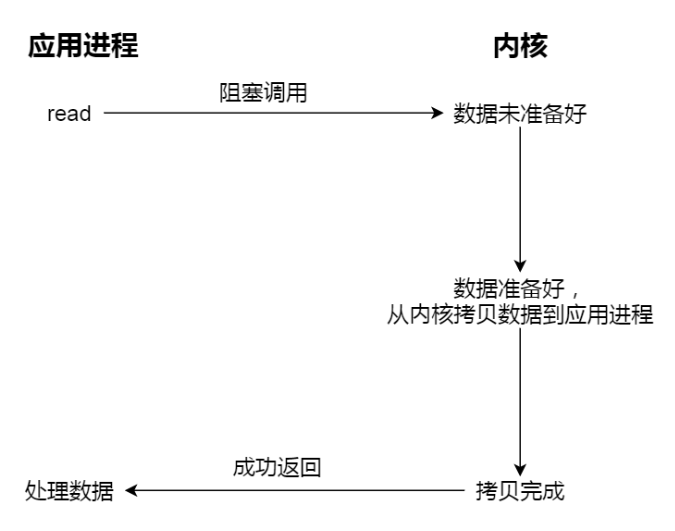 应用进程
内核
阻塞调用
read
数据未准备好
数据准备好，
从内核拷贝数据到应用进程
成功返回
处理数据
拷贝完成